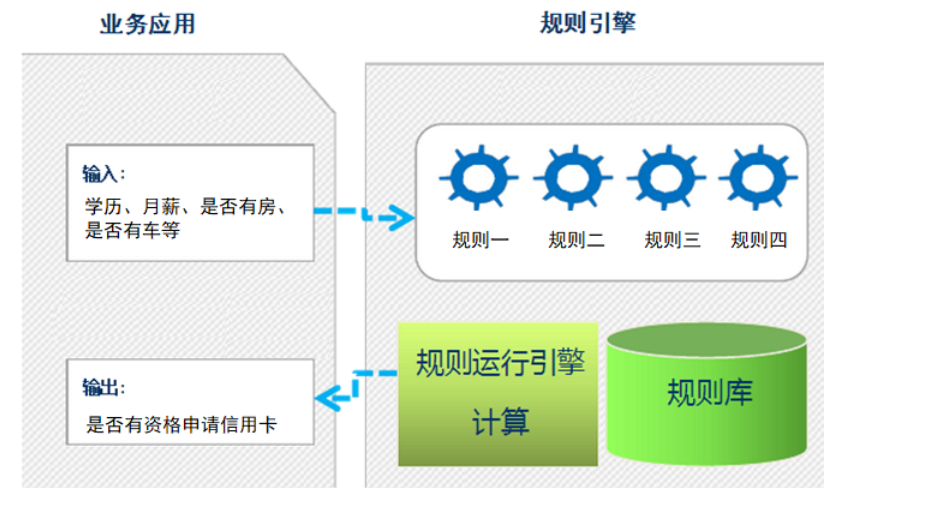 业务应用
规则引擎
输入：
学历、月薪、是否有房、
是否有车等
规则一
规则二
规则三
规则四
输出：
是否有资格申请信用卡
规则运行引擎
计算
规则库